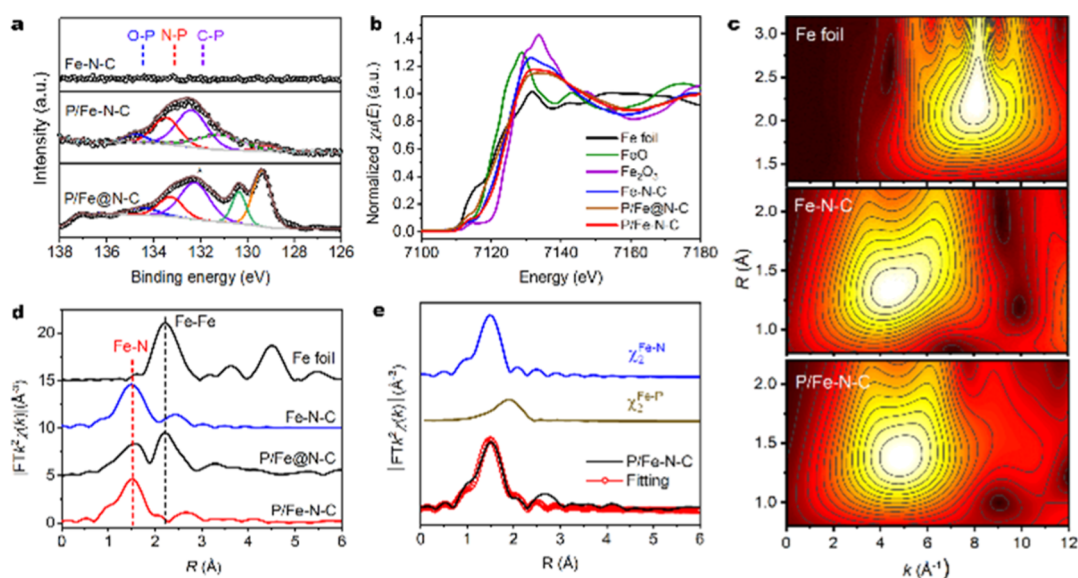 a
O-P N-P C-P
Fe-N-C
P/Fe-N-C
P/Fe@N-C
Intensity (a.u.)
138 136 134 132 130 128 126
Binding energy (eV)
b
1.4
1.2
1.0
0.8
0.6
0.4
0.2
0.0
Normalized χμ(E) (a.u.)
Fe foil
FeO
Fe₂O₃
Fe-N-C
P/Fe@N-C
P/Fe-N-C
7100 7120 7140 7160 7180
Energy (eV)
c
Fe foil
3.0
2.5
2.0
1.5
Fe-N-C
2.0
1.5
1.0
P/Fe-N-C
2.0
1.5
1.0
R (Å)
0 2 4 6 8 10 12
k (Å⁻¹)
d
Fe-Fe
Fe-N
Fe foil
Fe-N-C
P/Fe@N-C
P/Fe-N-C
20
15
10
5
0
|FTk²χ(k)| (Å⁻³)
0 1 2 3 4 5 6
R (Å)
e
χ₂^Fe-N
χ₂^Fe-P
P/Fe-N-C
Fitting
|FTk²χ(k)| (Å⁻³)
0 1 2 3 4 5 6
R (Å)